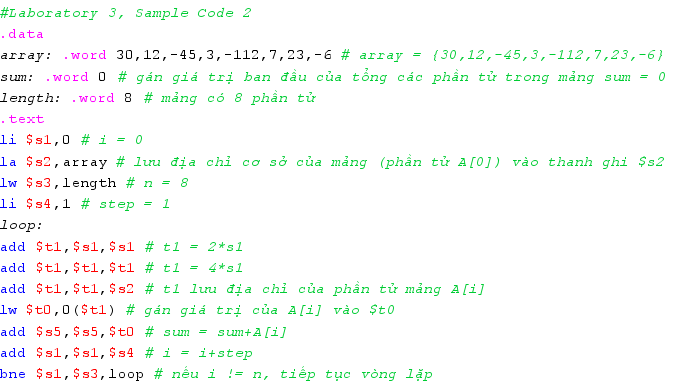 #Laboratory 3, Sample Code 2
.data
array: .word 30,12,-45,3,-112,7,23,-6 # array = {30,12,-45,3,-112,7,23,-6}
sum: .word 0 # gán giá trị ban đầu của tổng các phần tử trong mảng sum = 0
length: .word 8 # mảng có 8 phần tử
.text
li $s1,0 # i = 0
la $s2,array # lưu địa chỉ cơ sở của mảng (phần tử A[0]) vào thanh ghi $s2
lw $s3,length # n = 8
li $s4,1 # step = 1
loop:
add $t1,$s1,$s1 # t1 = 2*s1
add $t1,$t1,$t1 # t1 = 4*s1
add $t1,$t1,$s2 # t1 lưu địa chỉ của phần tử mảng A[i]
lw $t0,0($t1) # gán giá trị của A[i] vào $t0
add $s5,$s5,$t0 # sum = sum+A[i]
add $s1,$s1,$s4 # i = i+step
bne $s1,$s3,loop # nếu i != n, tiếp tục vòng lặp